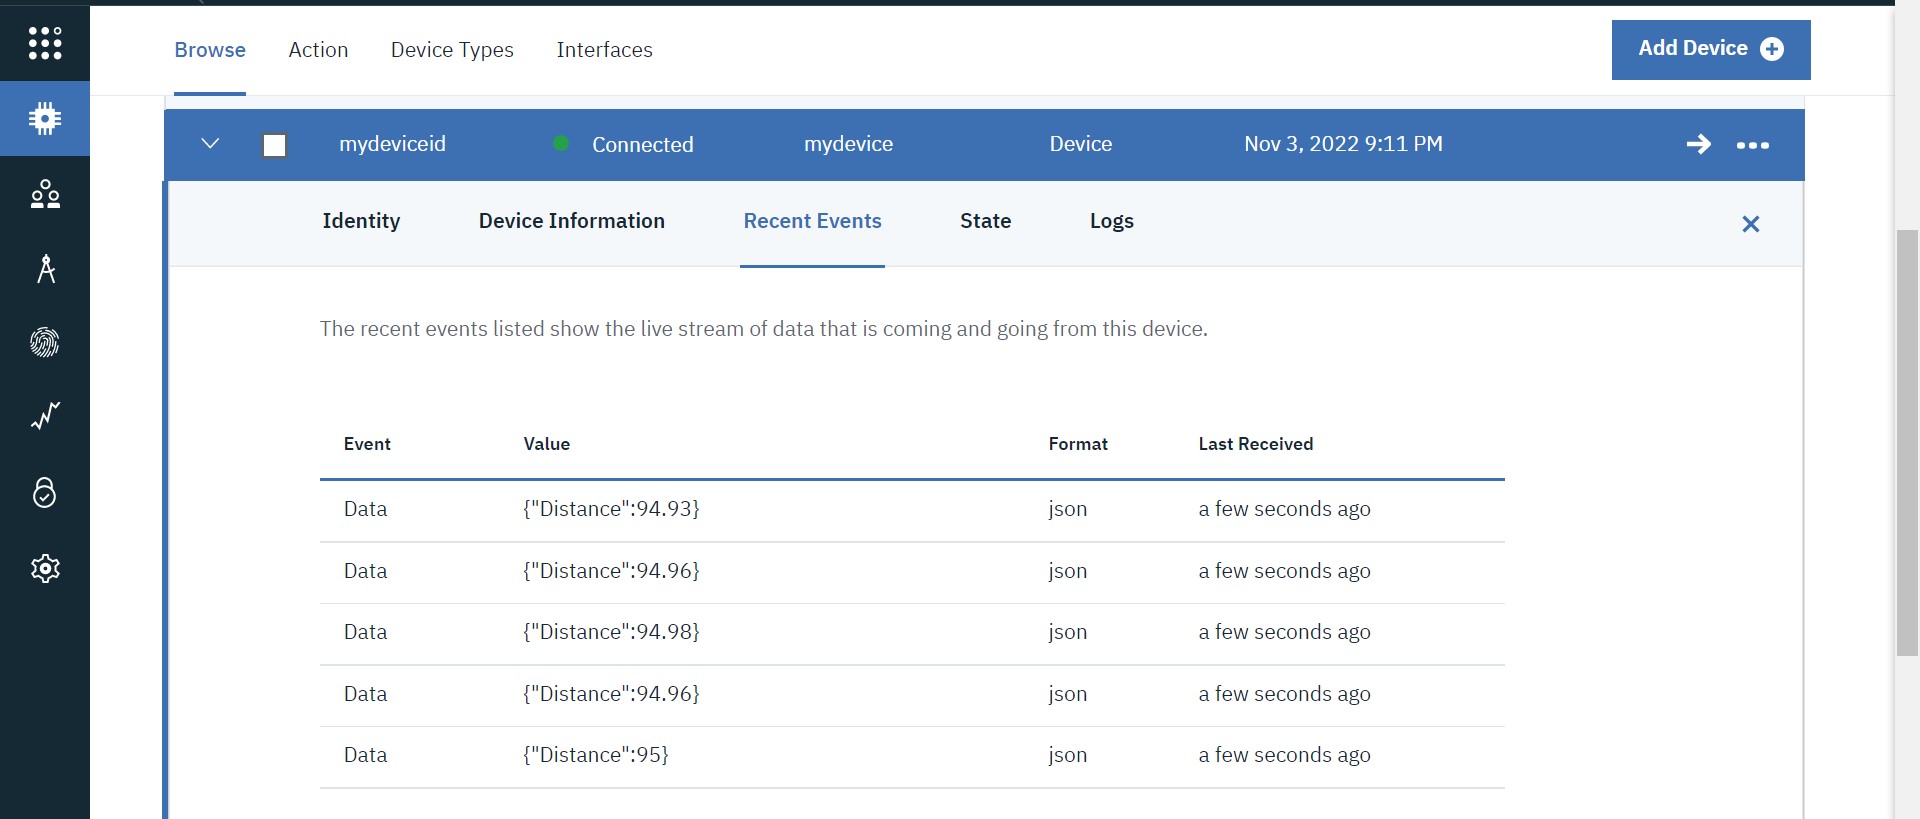 Browse Action Device Types Interfaces Add Device
mydeviceid Connected mydevice Device Nov 3, 2022 9:11 PM
Identity Device Information Recent Events State Logs
The recent events listed show the live stream of data that is coming and going from this device.
Event Value Format Last Received
Data {"Distance":94.93} json a few seconds ago
Data {"Distance":94.96} json a few seconds ago
Data {"Distance":94.98} json a few seconds ago
Data {"Distance":94.96} json a few seconds ago
Data {"Distance":95} json a few seconds ago